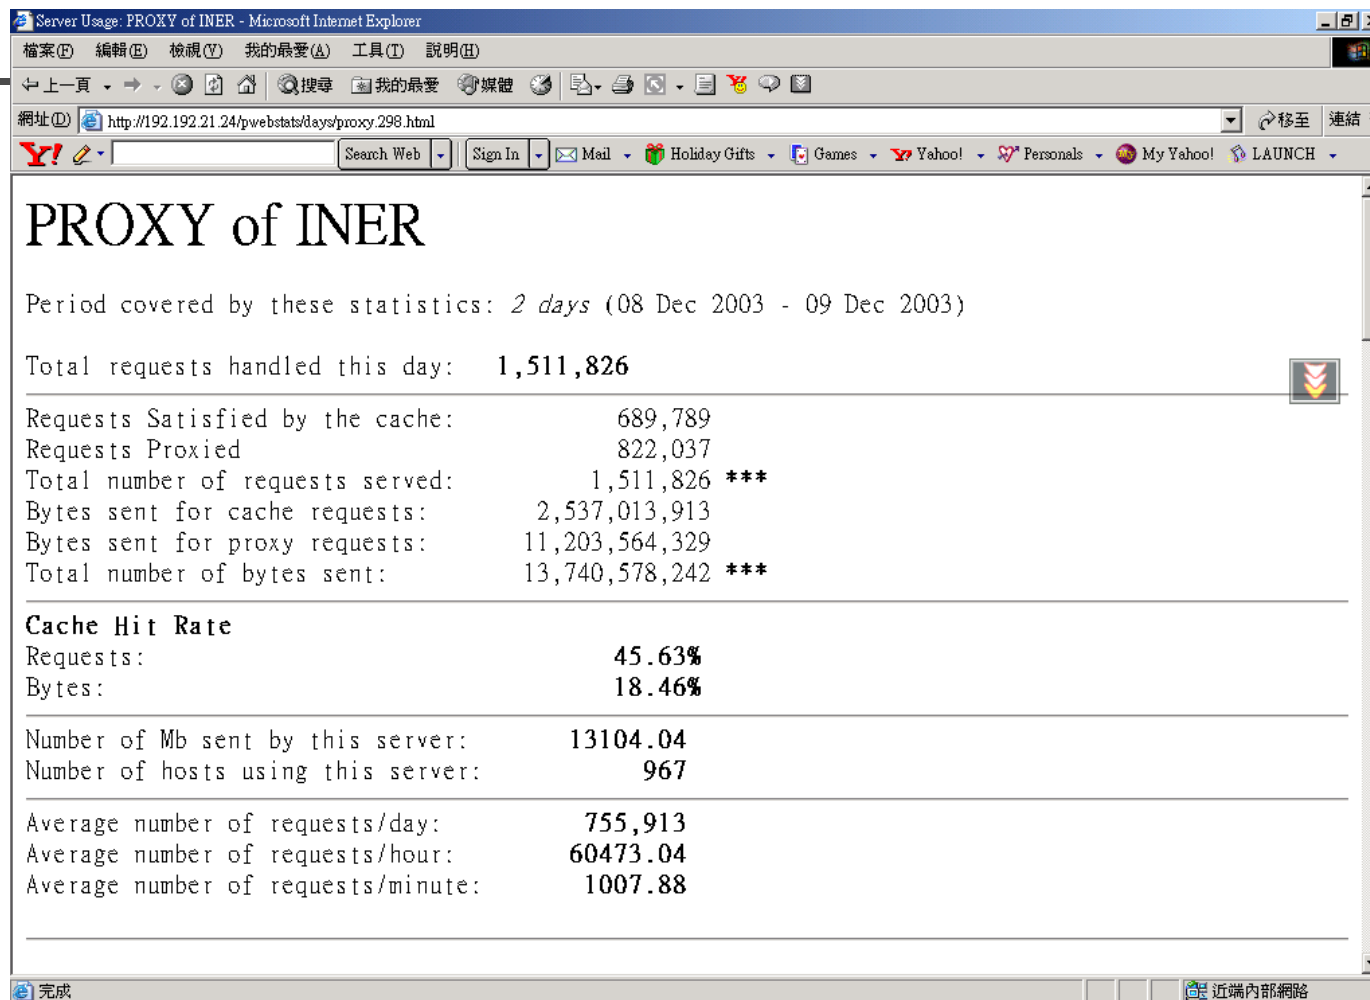 Server Usage: PROXY of INER - Microsoft Internet Explorer
檔案(F) 編輯(E) 檢視(V) 我的最愛(A) 工具(T) 說明(H)
上一頁 搜尋 我的最愛 媒體
網址(D) http://192.192.21.24/pwebstats/days/proxy.298.html 移至 連結
Y! Search Web Sign In Mail Holiday Gifts Games Yahoo! Personals My Yahoo! LAUNCH
PROXY of INER
Period covered by these statistics: 2 days (08 Dec 2003 - 09 Dec 2003)
Total requests handled this day: 1,511,826
Requests Satisfied by the cache: 689,789
Requests Proxied 822,037
Total number of requests served: 1,511,826 ***
Bytes sent for cache requests: 2,537,013,913
Bytes sent for proxy requests: 11,203,564,329
Total number of bytes sent: 13,740,578,242 ***
Cache Hit Rate
Requests: 45.63%
Bytes: 18.46%
Number of Mb sent by this server: 13104.04
Number of hosts using this server: 967
Average number of requests/day: 755,913
Average number of requests/hour: 60473.04
Average number of requests/minute: 1007.88
完成 近端內部網路